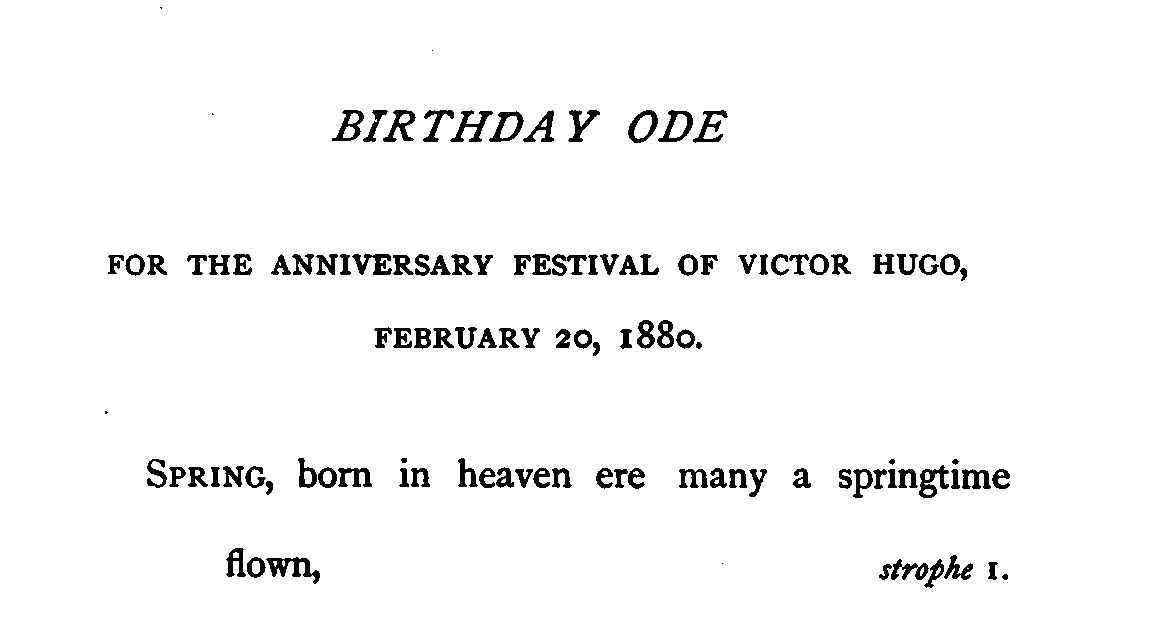 BIRTHDAY ODE
FOR THE ANNIVERSARY FESTIVAL OF VICTOR HUGO,
FEBRUARY 20, 1880.
SPRING, born in heaven ere many a springtime
flown, strophe 1.